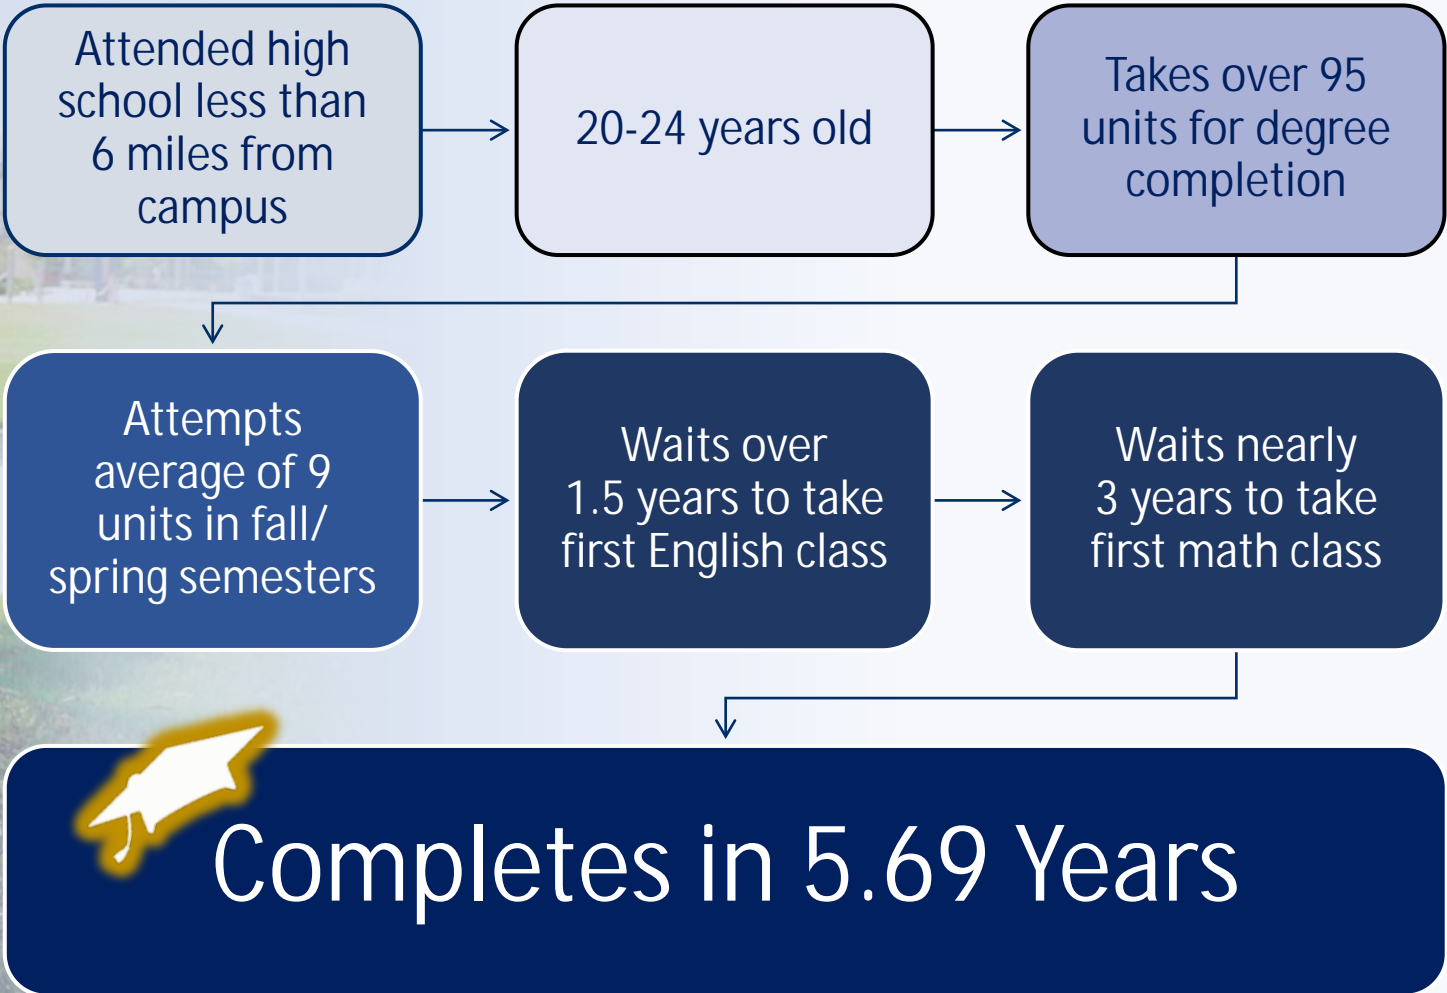 Attended high
school less than
6 miles from
campus
20-24 years old
Takes over 95
units for degree
completion
Attempts
average of 9
units in fall/
spring semesters
Waits over
1.5 years to take
first English class
Waits nearly
3 years to take
first math class
Completes in 5.69 Years